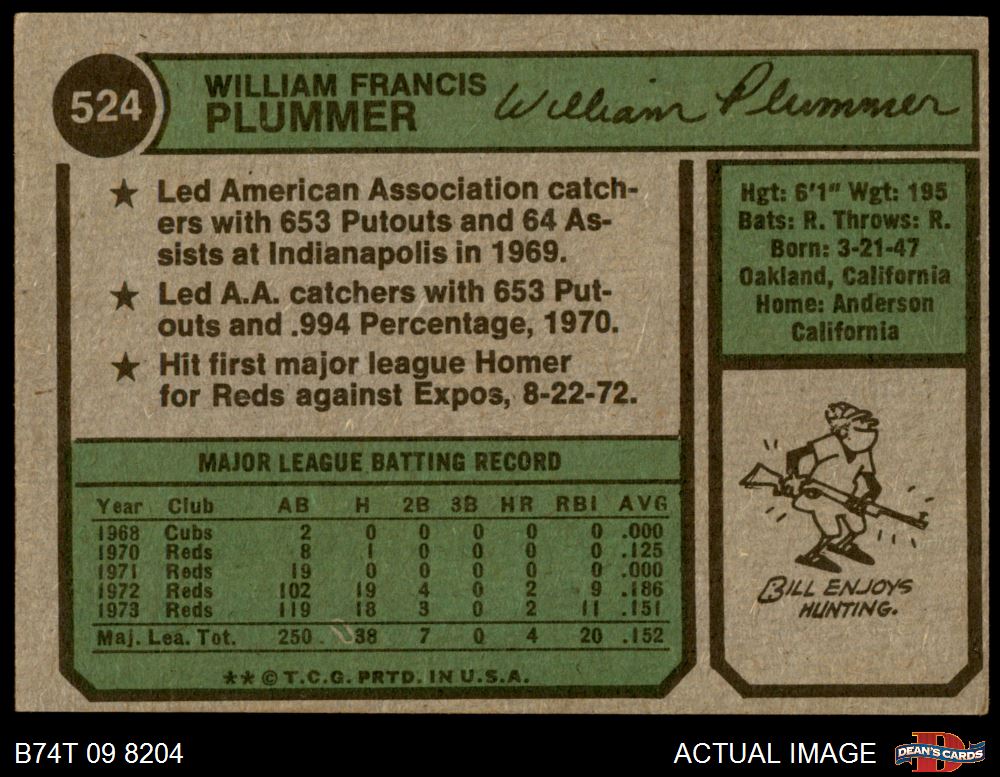 524
WILLIAM FRANCIS
PLUMMER
William Plummer
★ Led American Association catch-
ers with 653 Putouts and 64 As-
sists at Indianapolis in 1969.
★ Led A.A. catchers with 653 Put-
outs and .994 Percentage, 1970.
★ Hit first major league Homer
for Reds against Expos, 8-22-72.
Hgt: 6'1" Wgt: 195
Bats: R. Throws: R.
Born: 3-21-47
Oakland, California
Home: Anderson
California
MAJOR LEAGUE BATTING RECORD
Year Club AB H 2B 3B HR RBI AVG
1968 Cubs 2 0 0 0 0 0 .000
1970 Reds 8 1 0 0 0 0 .125
1971 Reds 19 0 0 0 0 0 .000
1972 Reds 102 19 4 0 2 9 .186
1973 Reds 119 18 3 0 2 11 .151
Maj. Lea. Tot. 250 38 7 0 4 20 .152
**© T.C.G. PRTD. IN U.S.A.
BILL ENJOYS
HUNTING.
B74T 09 8204
ACTUAL IMAGE
D
DEAN'S CARDS